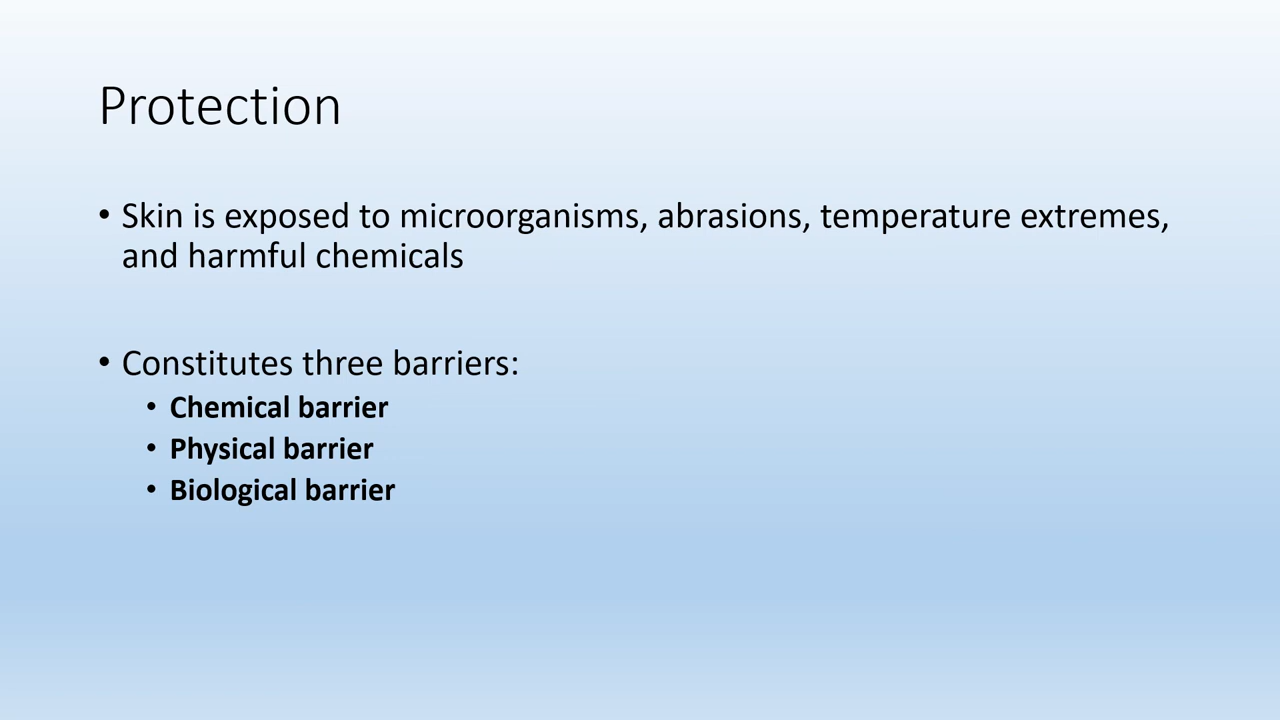 Protection
• Skin is exposed to microorganisms, abrasions, temperature extremes,
and harmful chemicals
• Constitutes three barriers:
• Chemical barrier
• Physical barrier
• Biological barrier